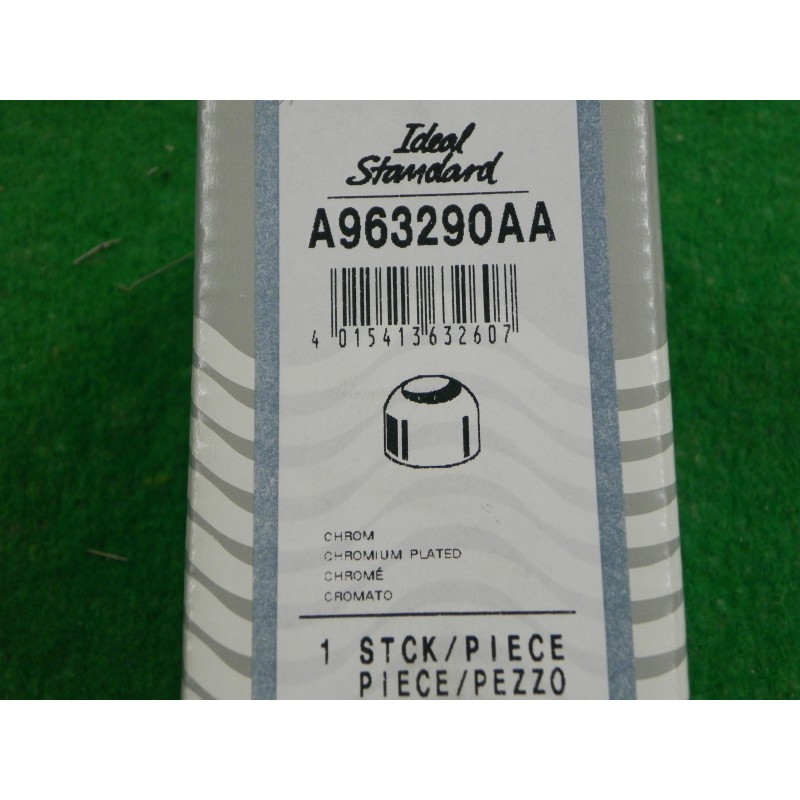 Ideal
Standard
A963290AA
4 015413 632607
CHROM
CHROMIUM PLATED
CHROMÉ
CROMATO
1 STCK/PIECE
PIECE/PEZZO